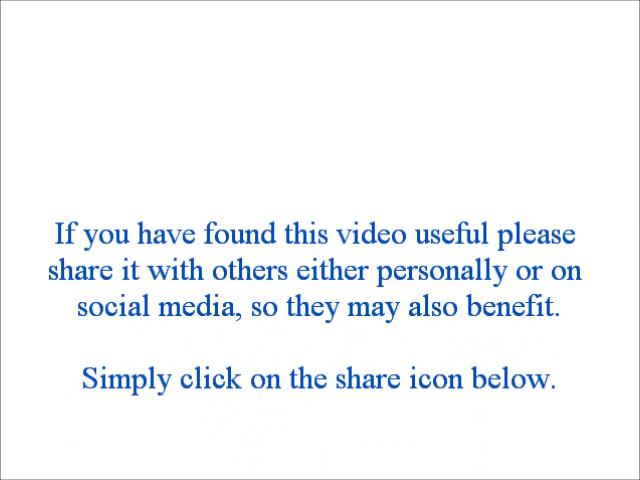 If you have found this video useful please
share it with others either personally or on
social media, so they may also benefit.
Simply click on the share icon below.